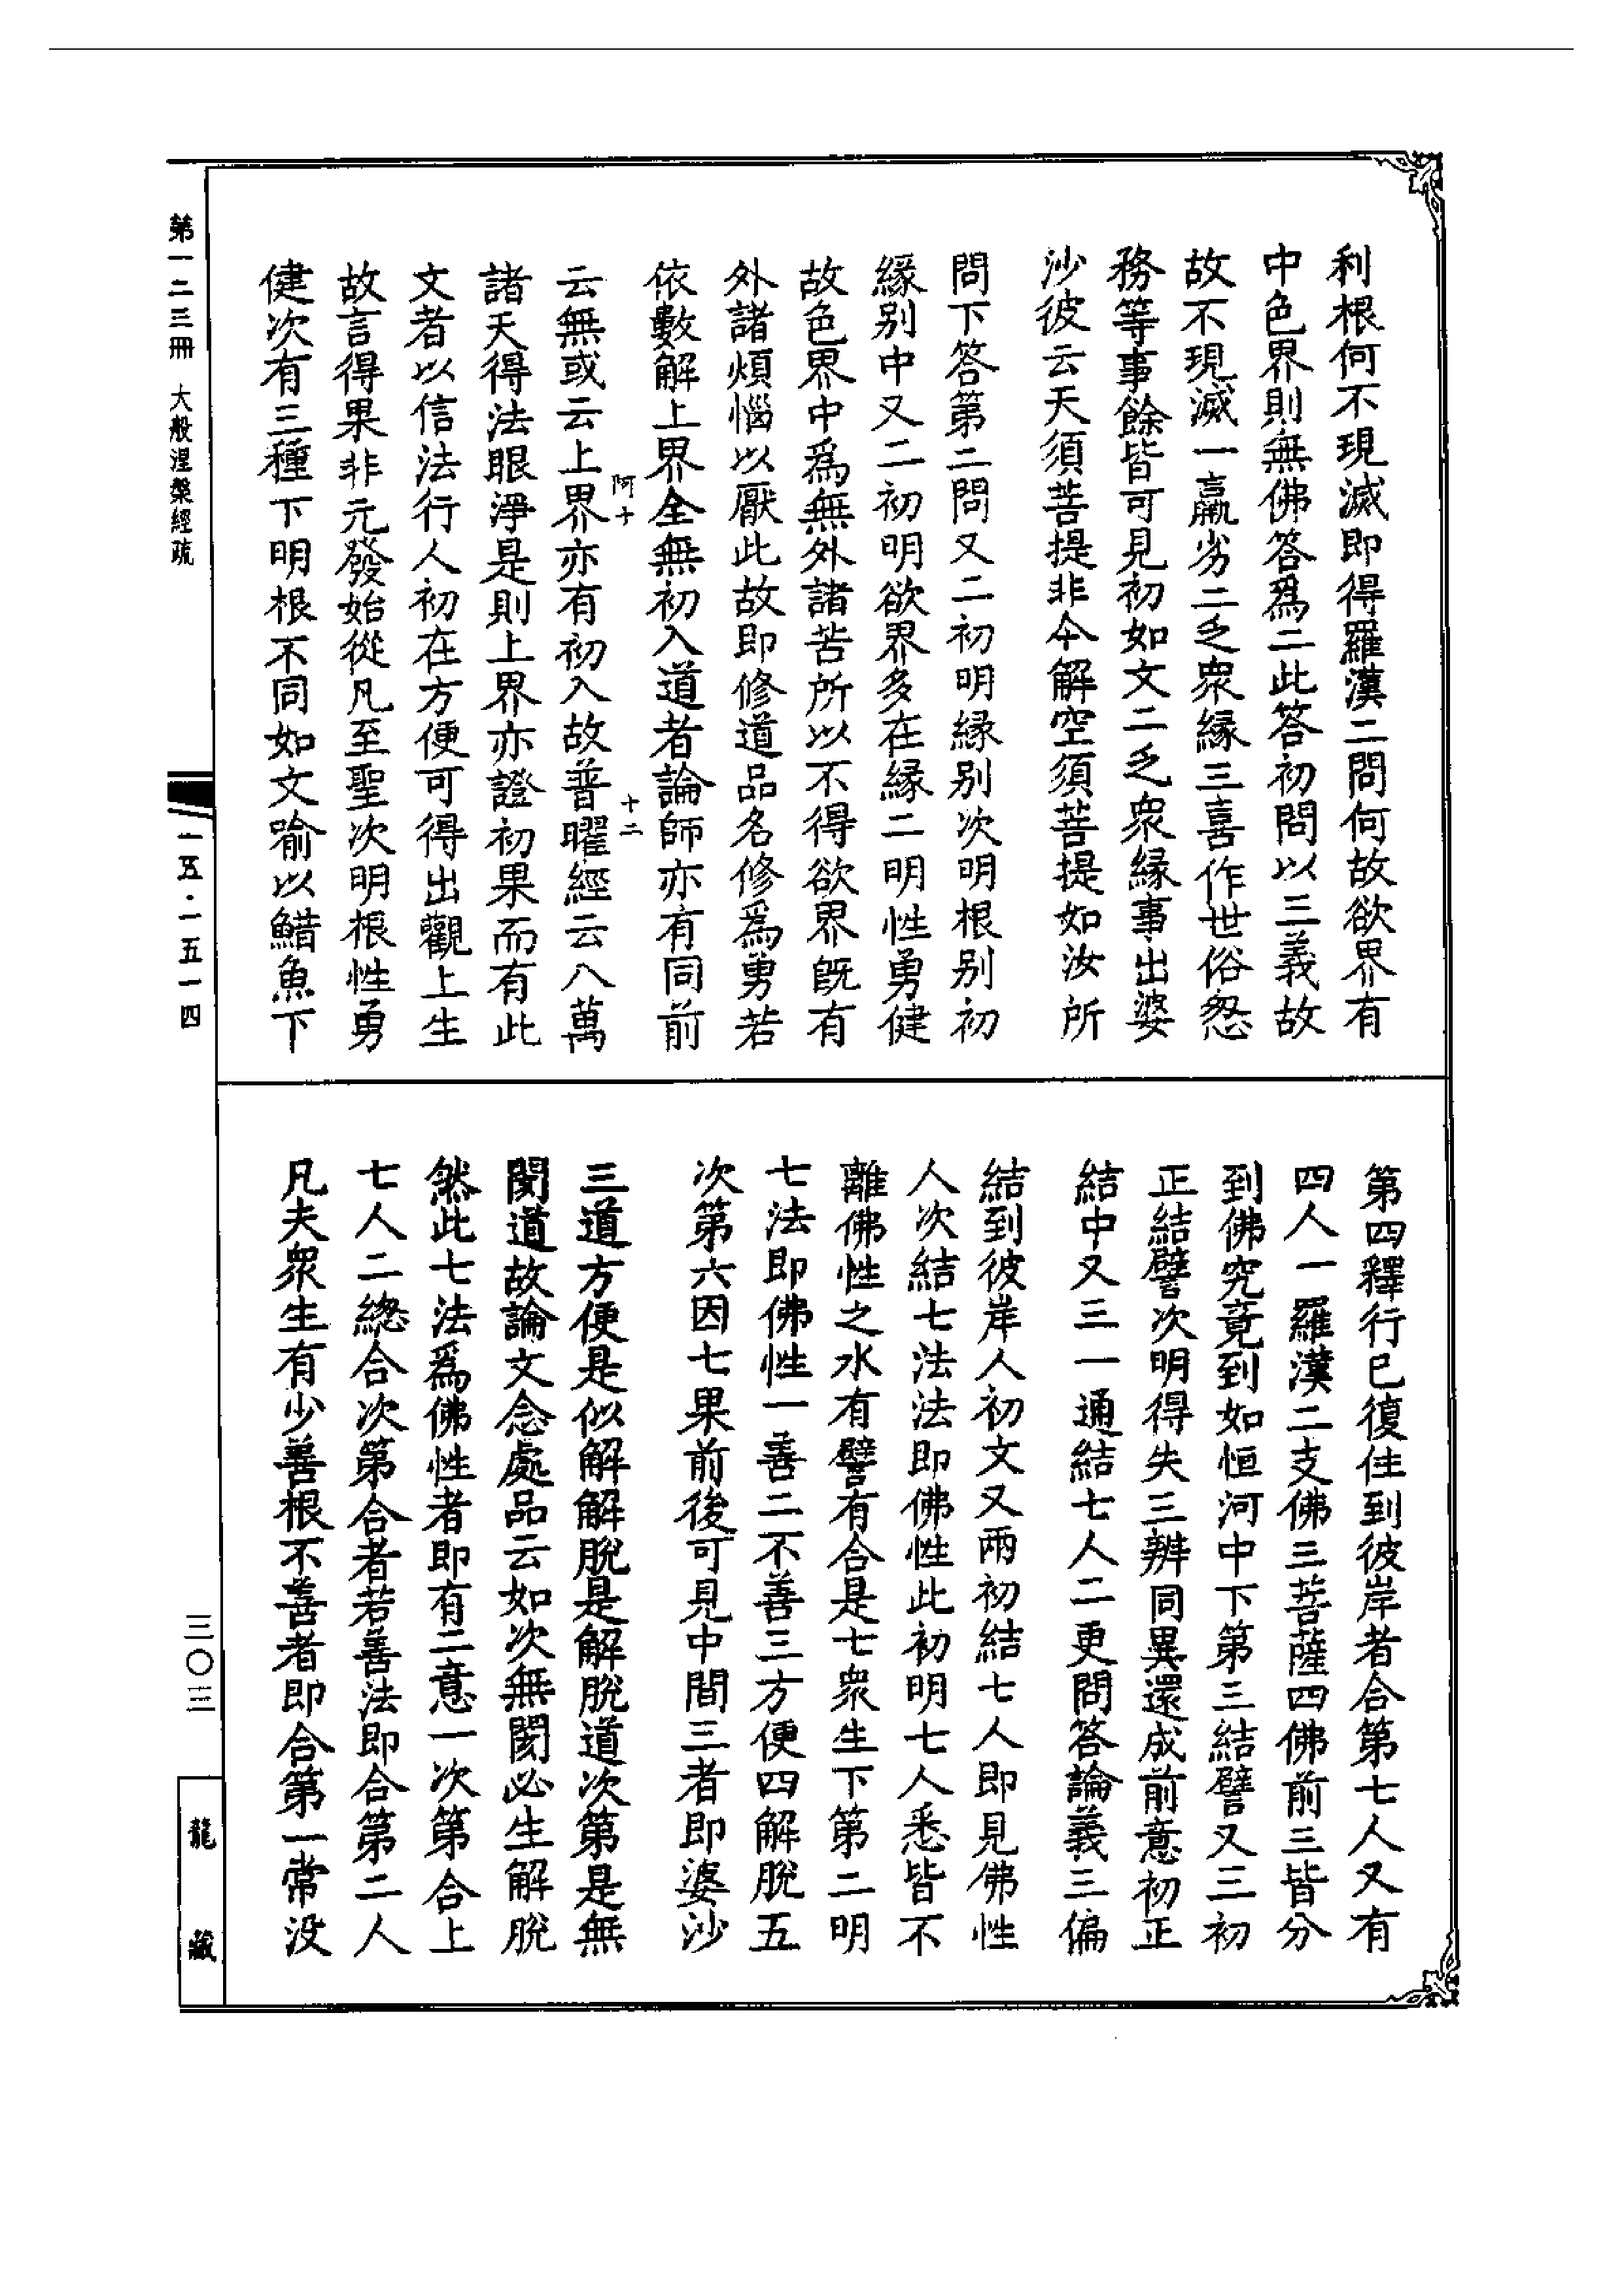 利根何不現滅即得羅漢二問何故欲界有
中色界則無佛答爲二此答初問以三義故
故不現滅一羸劣二乏衆縁三喜作世俗怱
務等事餘皆可見初如文二乏衆縁事出婆
沙彼云天須菩提非今解空須菩提如汝所
問下答第二問又二初明縁別次明根別初
縁別中又二初明欲界多在縁二明性勇健
故色界中爲無外諸苦所以不得欲界旣有
外諸煩惱以厭此故即修道品名修爲勇若
依數解上界全無初入道者論師亦有同前
阿十
十二
云無或云上界亦有初入故普曜經云八萬
諸天得法眼淨是則上界亦證初果而有此
文者以信法行人初在方便可得出觀上生
故言得果非元發始從凡至聖次明根性勇
健次有三種下明根不同如文喻以䱜魚下
第四釋行已復住到彼岸者合第七人又有
四人一羅漢二支佛三菩薩四佛前三皆分
到佛究竟到如恒河中下第三結譬又三初
正結譬次明得失三辨同異還成前意初正
結中又三一通結七人二更問答論義三偏
結到彼岸人初文又兩初結七人即見佛性
人次結七法法即佛性此初明七人悉皆不
離佛性之水有譬有合是七衆生下第二明
七法即佛性一善二不善三方便四解脫五
次第六因七果前後可見中間三者即婆沙
三道方便是似解解脫是解脫道次第是無
閡道故論文念處品云如次無閡必生解脫
然此七法爲佛性者即有二意一次第合上
七人二總合次第合者若善法即合第二人
凡夫衆生有少善根不善者即合第一常沒
第一二三冊 大般涅槃經疏
一五·一五一四
三〇三
龍藏